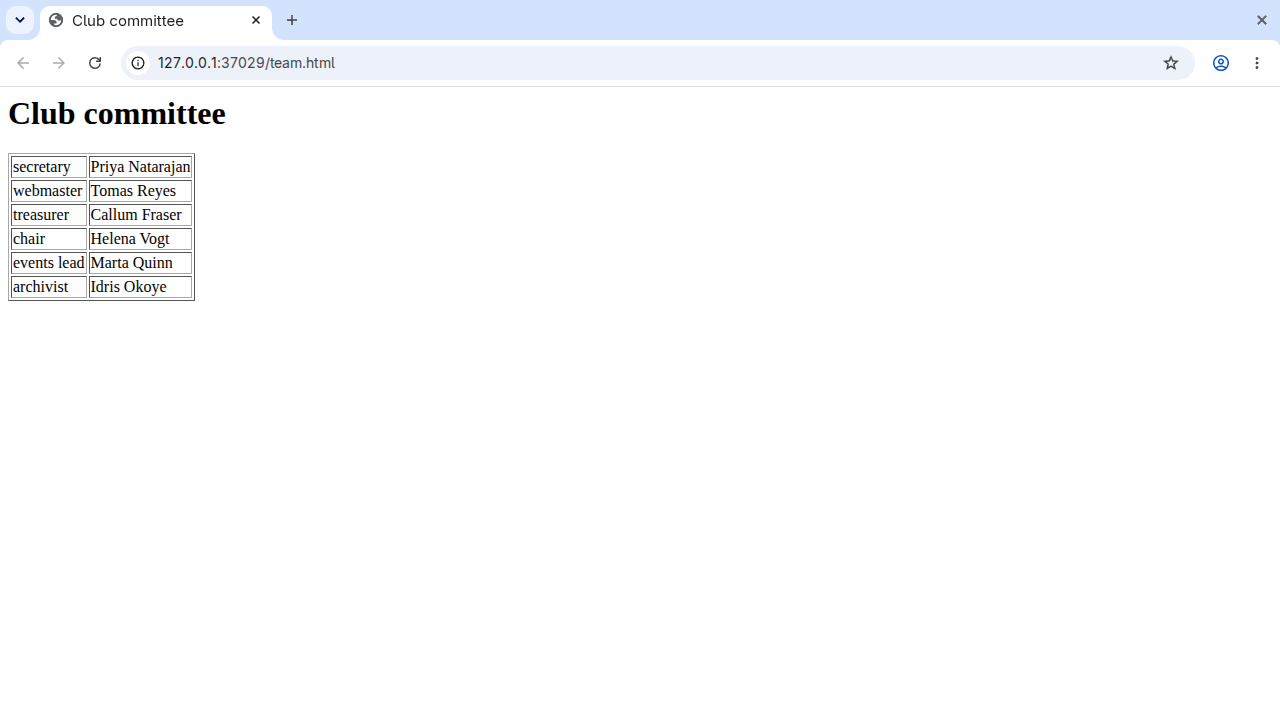 Club committee
127.0.0.1:37029/team.html
Club committee
secretary Priya Natarajan
webmaster Tomas Reyes
treasurer Callum Fraser
chair Helena Vogt
events lead Marta Quinn
archivist Idris Okoye